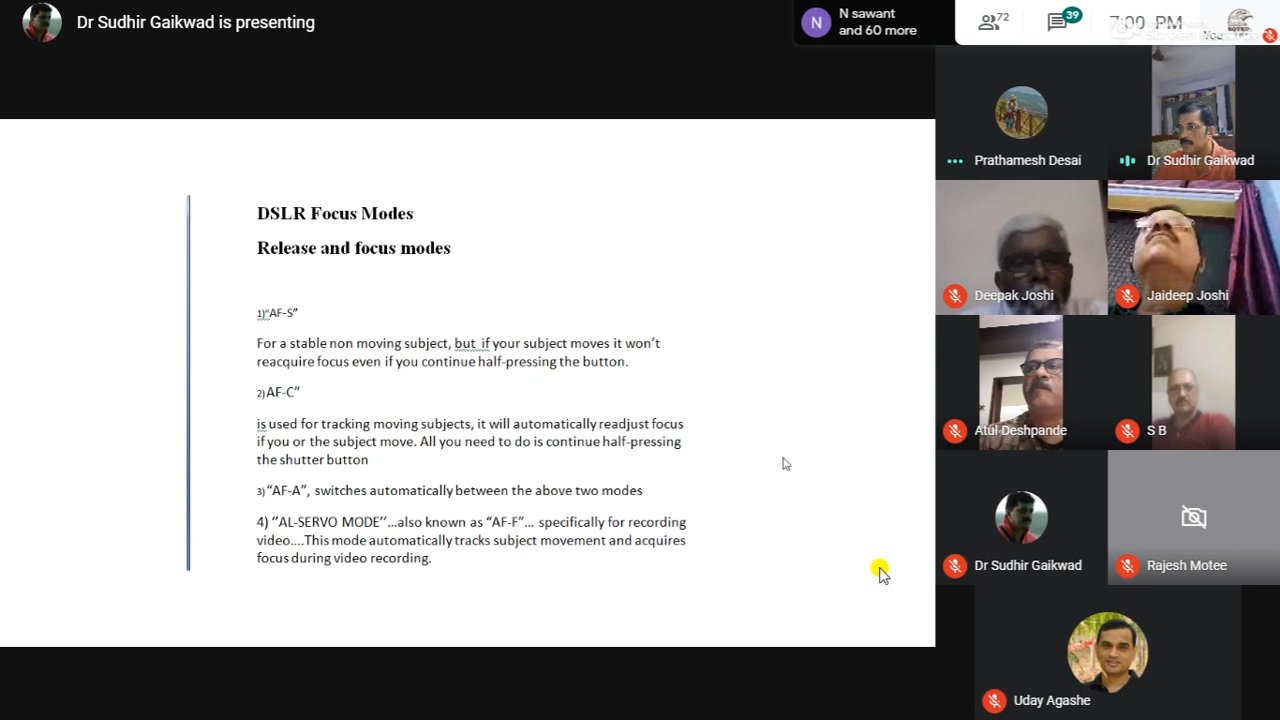 Dr Sudhir Gaikwad is presenting
N
N sawant
and 60 more
72
39
7:00 PM
You
DSLR Focus Modes
Release and focus modes
1)“AF-S”
For a stable non moving subject, but if your subject moves it won’t
reacquire focus even if you continue half-pressing the button.
2)AF-C”
is used for tracking moving subjects, it will automatically readjust focus
if you or the subject move. All you need to do is continue half-pressing
the shutter button
3)“AF-A”, switches automatically between the above two modes
4) “AL-SERVO MODE”…also known as “AF-F”… specifically for recording
video….This mode automatically tracks subject movement and acquires
focus during video recording.
Prathamesh Desai
Dr Sudhir Gaikwad
Deepak Joshi
Jaideep Joshi
Atul Deshpande
S B
Dr Sudhir Gaikwad
Rajesh Motee
Uday Agashe